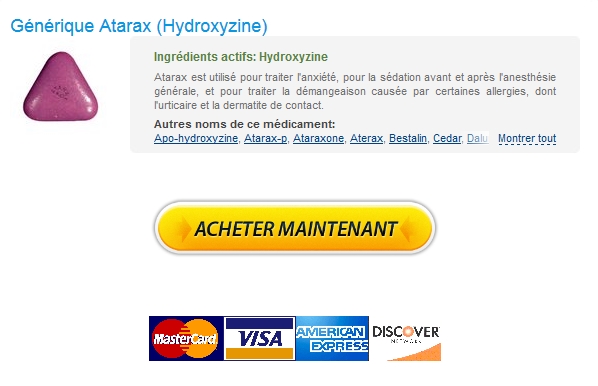 Générique Atarax (Hydroxyzine)
Ingrédients actifs: Hydroxyzine
Atarax est utilisé pour traiter l'anxiété, pour la sédation avant et après l'anesthésie
générale, et pour traiter la démangeaison causée par certaines allergies, dont
l'urticaire et la dermatite de contact.
Autres noms de ce médicament:
Apo-hydroxyzine, Atarax-p, Ataraxone, Aterax, Bestalin, Cedar, Dalu Montrer tout
ACHETER MAINTENANT
MasterCard VISA AMERICAN EXPRESS DISCOVER NETWORK